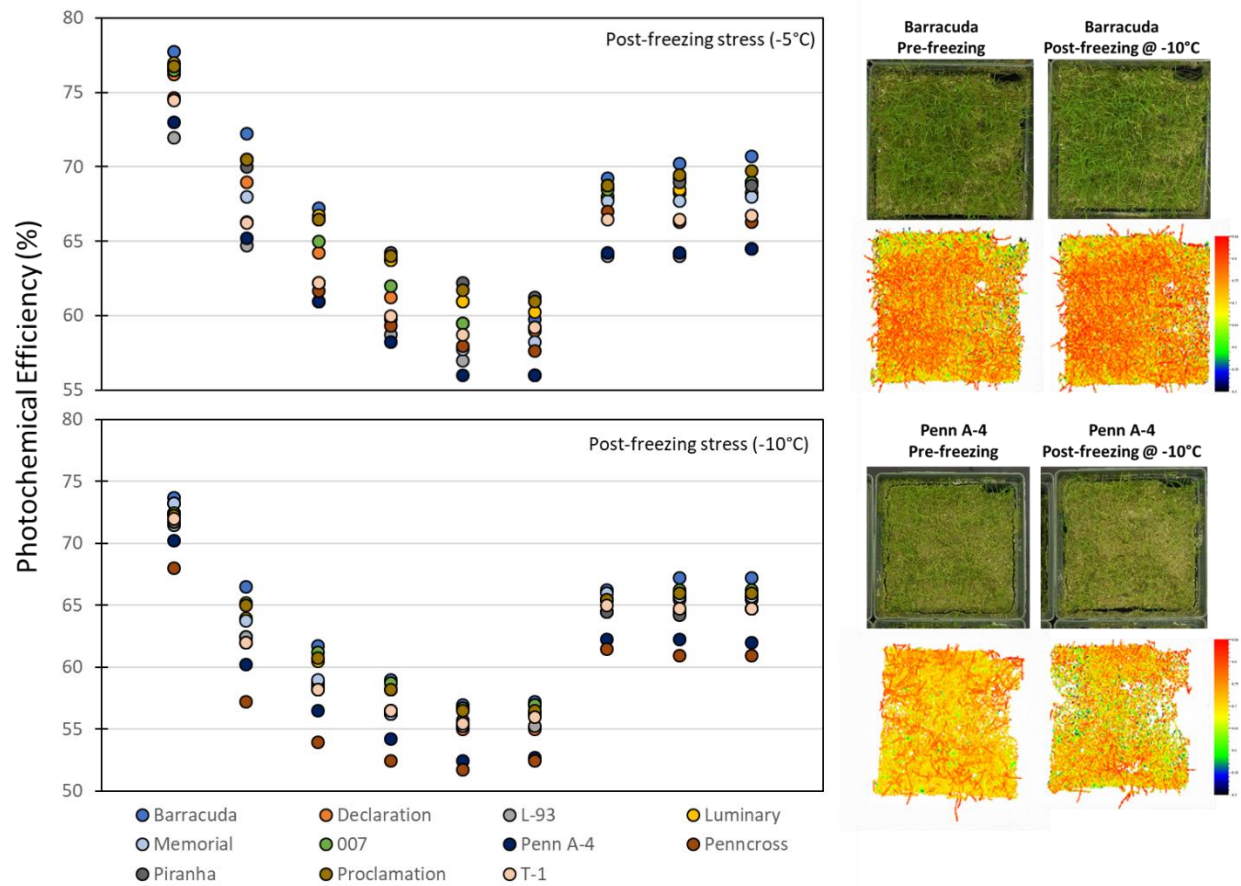 Photochemical Efficiency (%)
80
75
70
65
60
55
Post-freezing stress (-5°C)
80
75
70
65
60
55
50
Post-freezing stress (-10°C)
Barracuda
Declaration
L-93
Luminary
Memorial
007
Penn A-4
Penncross
Piranha
Proclamation
T-1
Barracuda
Pre-freezing
Barracuda
Post-freezing @ -10°C
Penn A-4
Pre-freezing
Penn A-4
Post-freezing @ -10°C